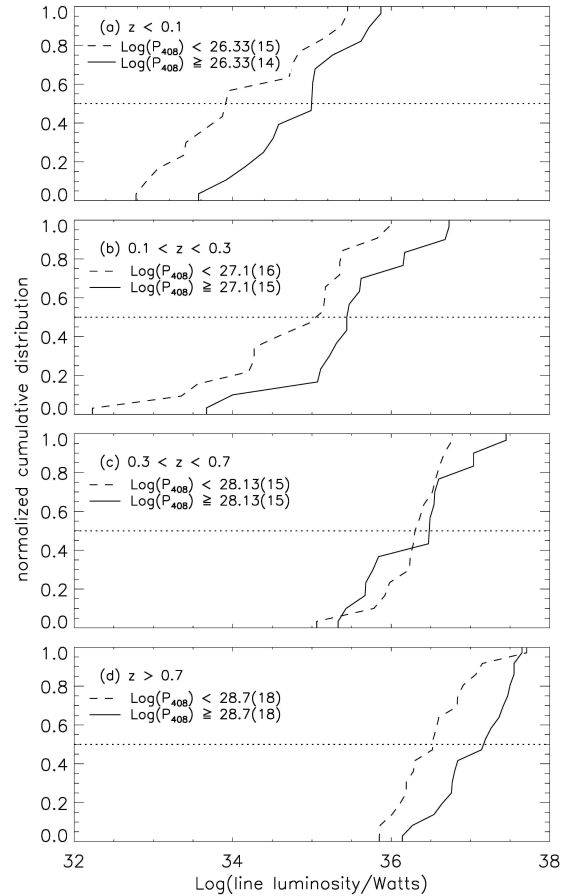 1.0
0.8
0.6
0.4
0.2
0.0
(a) z < 0.1
Log(P₄₀₈) < 26.33(15)
Log(P₄₀₈) ≧ 26.33(14)
1.0
0.8
0.6
0.4
0.2
0.0
(b) 0.1 < z < 0.3
Log(P₄₀₈) < 27.1(16)
Log(P₄₀₈) ≧ 27.1(15)
normalized cumulative distribution
1.0
0.8
0.6
0.4
0.2
0.0
(c) 0.3 < z < 0.7
Log(P₄₀₈) < 28.13(15)
Log(P₄₀₈) ≧ 28.13(15)
1.0
0.8
0.6
0.4
0.2
0.0
(d) z > 0.7
Log(P₄₀₈) < 28.7(18)
Log(P₄₀₈) ≧ 28.7(18)
32 34 36 38
Log(line luminosity/Watts)